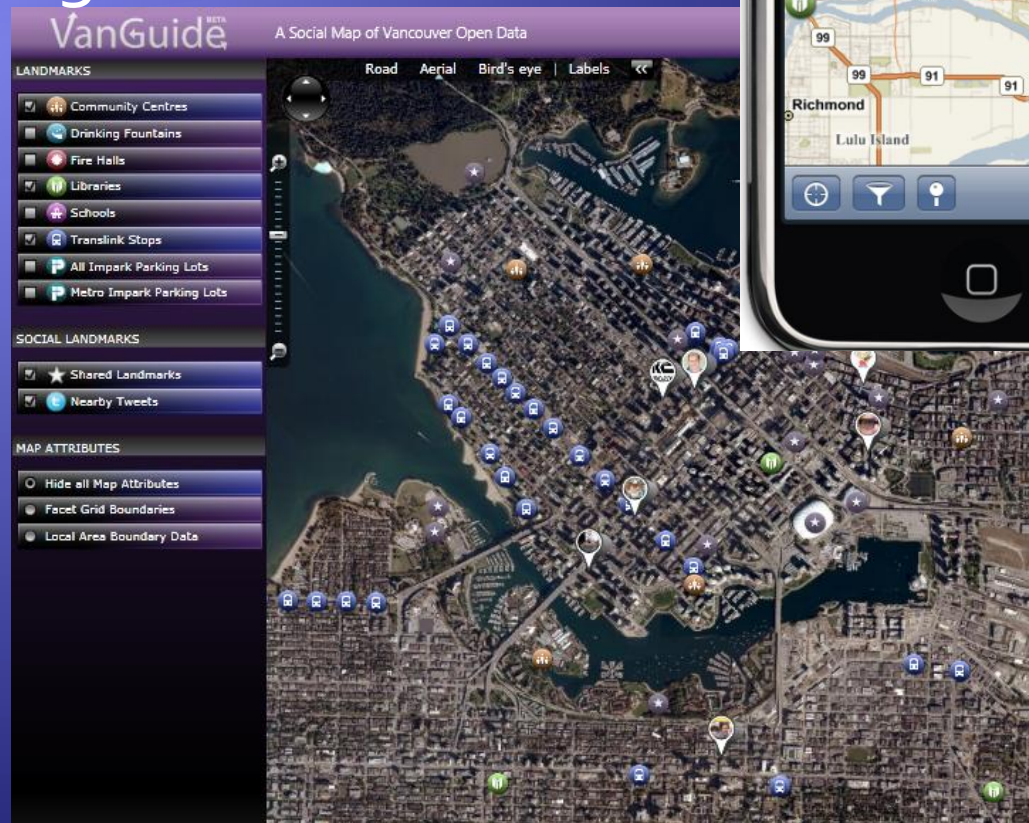 VanGuide BETA
A Social Map of Vancouver Open Data
LANDMARKS
Community Centres
Drinking Fountains
Fire Halls
Libraries
Schools
Translink Stops
All Impark Parking Lots
Metro Impark Parking Lots
SOCIAL LANDMARKS
Shared Landmarks
Nearby Tweets
MAP ATTRIBUTES
Hide all Map Attributes
Facet Grid Boundaries
Local Area Boundary Data
Road Aerial Bird's eye | Labels <<
99
99 91 91
Richmond
Lulu Island